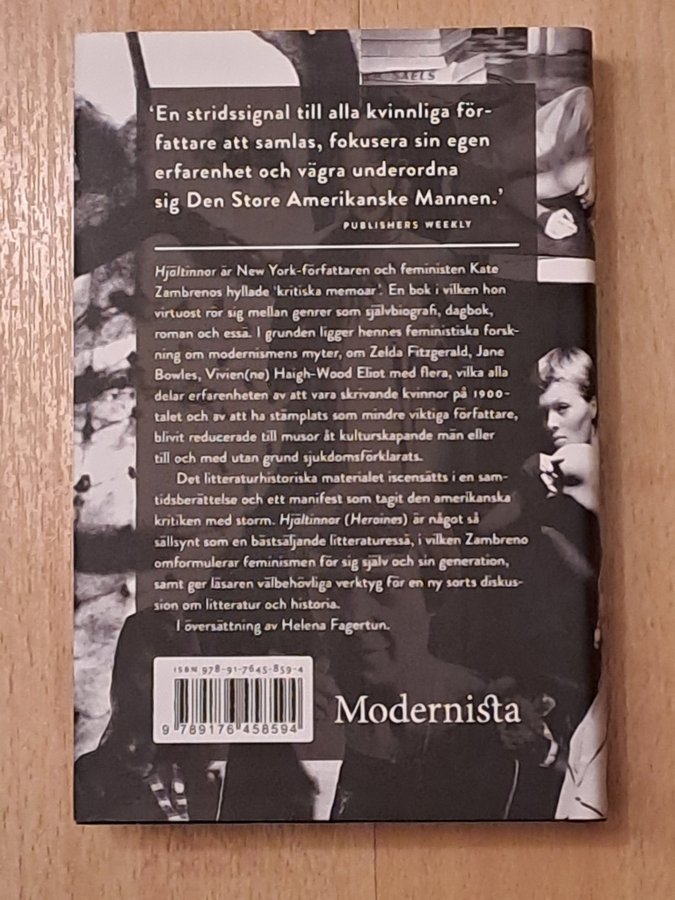 SAELS
'En stridssignal till alla kvinnliga för-
fattare att samlas, fokusera sin egen
erfarenhet och vägra underordna
sig Den Store Amerikanske Mannen.'
PUBLISHERS WEEKLY
Hjältinnor är New York-författaren och feministen Kate
Zambrenos hyllade 'kritiska memoar'. En bok i vilken hon
virtuost rör sig mellan genrer som självbiografi, dagbok,
roman och essä. I grunden ligger hennes feministiska forsk-
ning om modernismens myter, om Zelda Fitzgerald, Jane
Bowles, Vivien(ne) Haigh-Wood Eliot med flera, vilka alla
delar erfarenheten av att vara skrivande kvinnor på 1900-
talet och av att ha stämplats som mindre viktiga författare,
blivit reducerade till musor åt kulturskapande män eller
till och med utan grund sjukdomsförklarats.
Det litteraturhistoriska materialet iscensätts i en sam-
tidsberättelse och ett manifest som tagit den amerikanska
kritiken med storm. Hjältinnor (Heroines) är något så
sällsynt som en bästsäljande litteraturessä, i vilken Zambreno
omformulerar feminismen för sig själv och sin generation,
samt ger läsaren välbehövliga verktyg för en ny sorts diskus-
sion om litteratur och historia.
I översättning av Helena Fagertun.
ISBN 978-91-7645-859-4
9 789176 458594
Modernista